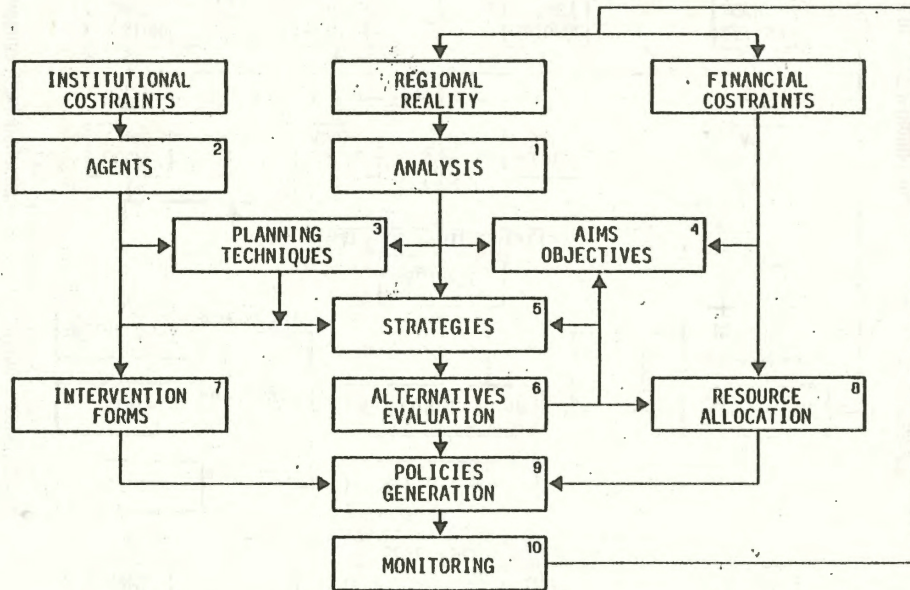 INSTITUTIONAL
COSTRAINTS
REGIONAL
REALITY
FINANCIAL
COSTRAINTS
2
AGENTS
1
ANALYSIS
3
PLANNING
TECHNIQUES
4
AIMS
OBJECTIVES
5
STRATEGIES
7
INTERVENTION
FORMS
6
ALTERNATIVES
EVALUATION
8
RESOURCE
ALLOCATION
9
POLICIES
GENERATION
10
MONITORING